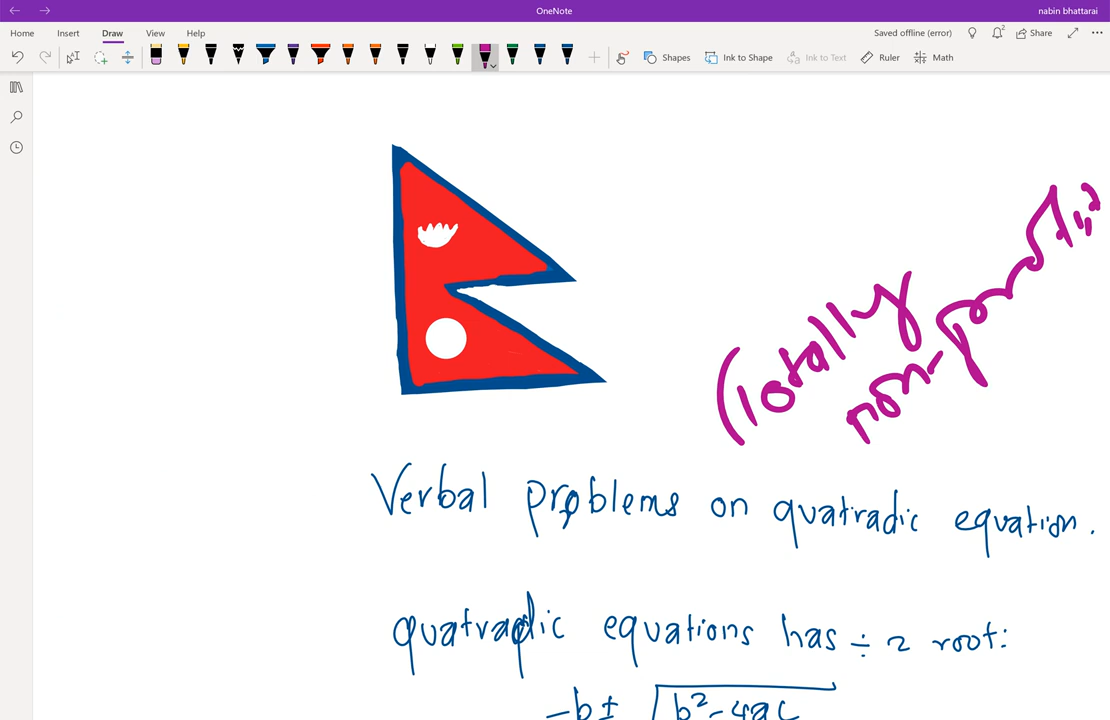 OneNote
nabin bhattarai
Home Insert Draw View Help
Saved offline (error) Share
Shapes Ink to Shape Ink to Text Ruler Math
(Totally
non-profit
Verbal problems on quatradic equation.
quatradic equations has ÷ 2 root:
-b ± √b²-4ac